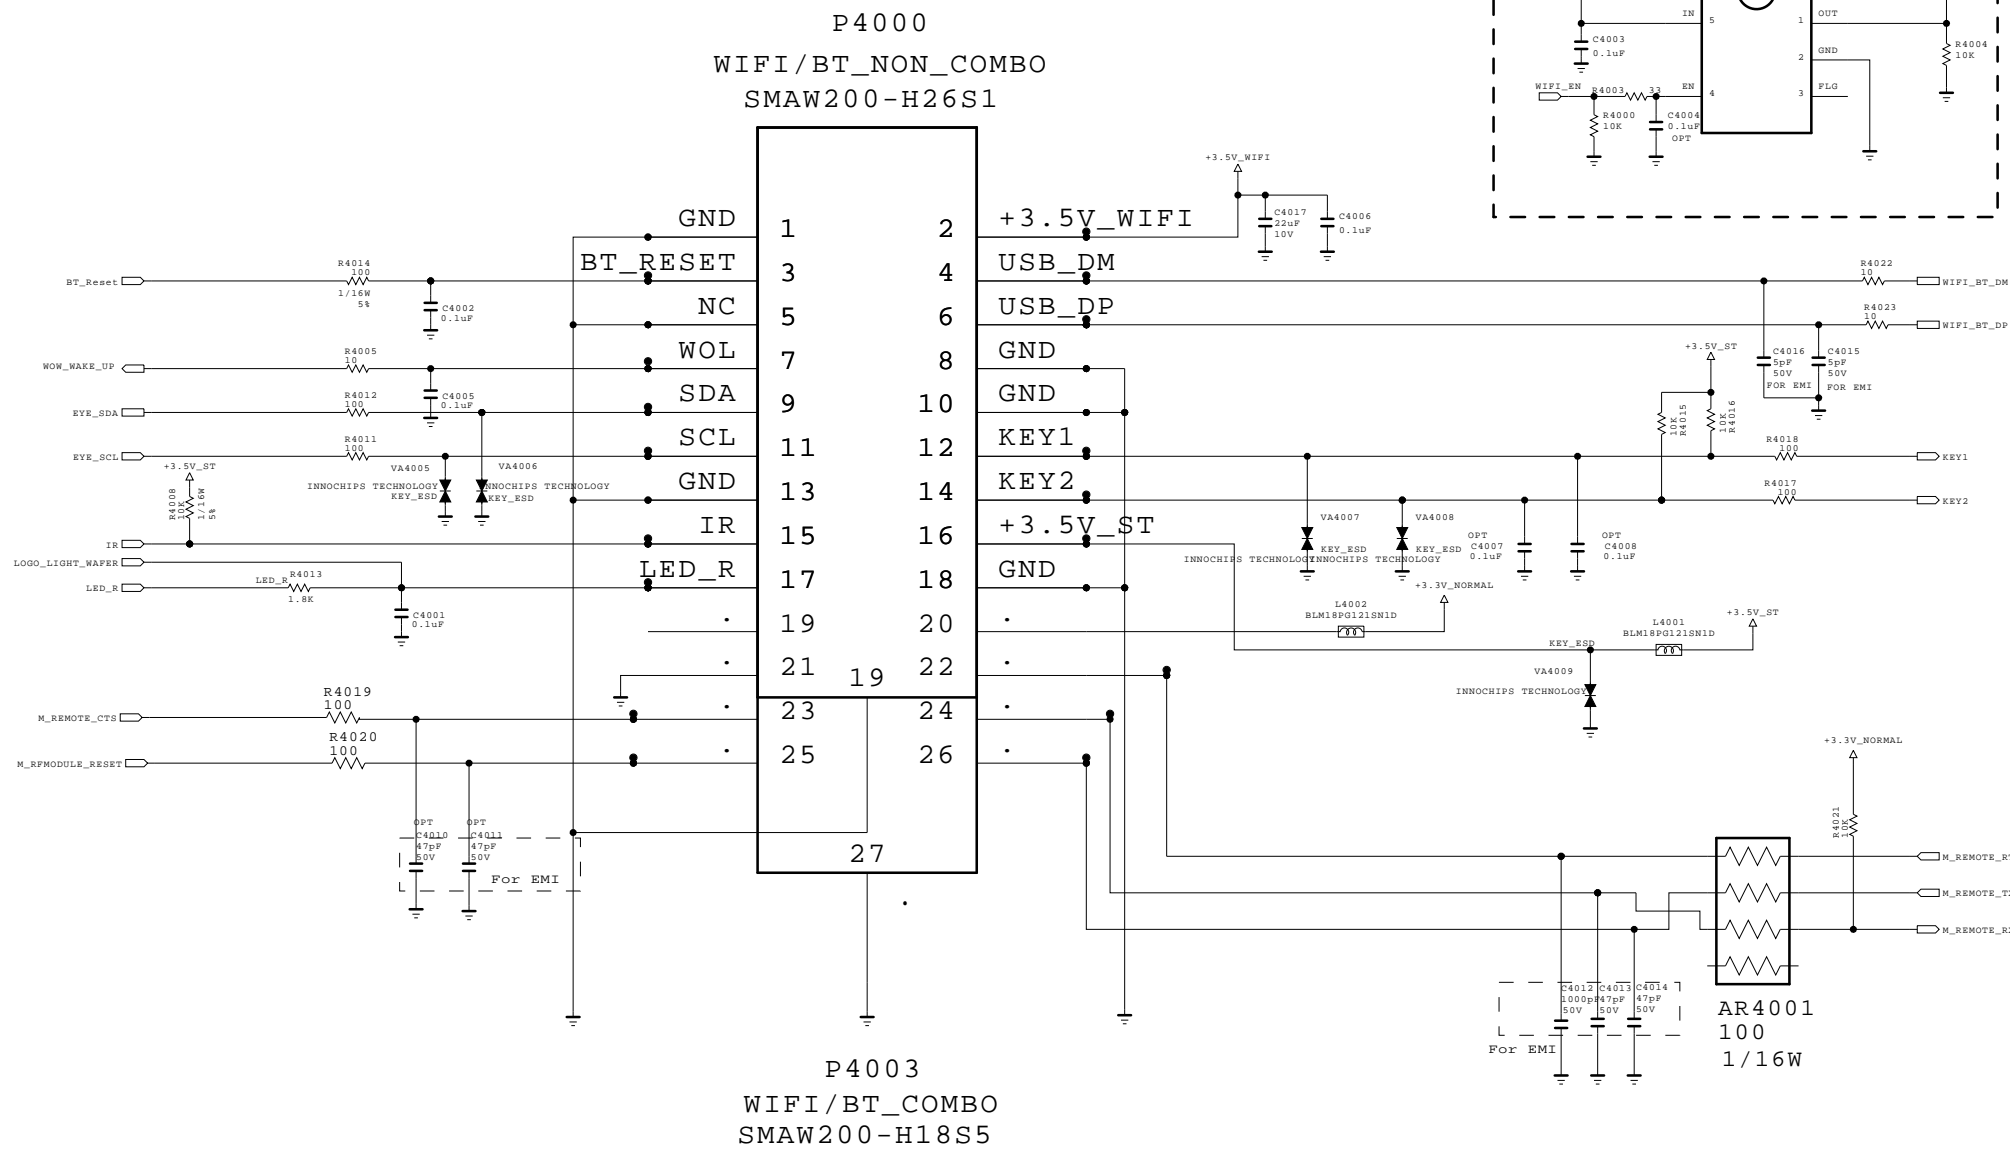 P4000
WIFI/BT_NON_COMBO
SMAW200-H26S1
IN
5
1
OUT
C4003
0.1uF
2
GND
R4004
10K
WIFI_EN
R4003
33
EN
4
3
FLG
R4000
10K
C4004
0.1uF
OPT
+3.5V_WIFI
C4017
22uF
10V
C4006
0.1uF
GND
1
2
+3.5V_WIFI
BT_Reset
R4014
100
1/16W
5%
C4002
0.1uF
BT_RESET
3
4
USB_DM
R4022
10
WIFI_BT_DM
NC
5
6
USB_DP
R4023
10
WIFI_BT_DP
WOW_WAKE_UP
R4005
10
C4005
0.1uF
WOL
7
8
GND
+3.5V_ST
C4016
5pF
50V
FOR EMI
C4015
5pF
50V
FOR EMI
EYE_SDA
R4012
100
SDA
9
10
GND
10K
R4015
10K
R4016
EYE_SCL
R4011
100
SCL
11
12
KEY1
R4018
100
KEY1
+3.5V_ST
R4008
10K
1/16W
5%
VA4005
INNOCHIPS TECHNOLOGY
KEY_ESD
VA4006
INNOCHIPS TECHNOLOGY
KEY_ESD
GND
13
14
KEY2
R4017
100
KEY2
IR
IR
15
16
+3.5V_ST
VA4007
KEY_ESD
INNOCHIPS TECHNOLOGY
VA4008
KEY_ESD
INNOCHIPS TECHNOLOGY
OPT
C4007
0.1uF
OPT
C4008
0.1uF
LOGO_LIGHT_WAFER
LED_R
LED_R
R4013
1.8K
C4001
0.1uF
LED_R
17
18
GND
+3.3V_NORMAL
L4002
BLM18PG121SN1D
19
20
L4001
BLM18PG121SN1D
+3.5V_ST
KEY_ESD
VA4009
INNOCHIPS TECHNOLOGY
21
19
22
M_REMOTE_CTS
R4019
100
23
24
M_RFMODULE_RESET
R4020
100
25
26
+3.3V_NORMAL
OPT
C4010
47pF
50V
OPT
C4011
47pF
50V
For EMI
27
R4021
10K
M_REMOTE_RT
M_REMOTE_TX
M_REMOTE_RX
C4012
1000pF
50V
C4013
47pF
50V
C4014
47pF
50V
For EMI
AR4001
100
1/16W
P4003
WIFI/BT_COMBO
SMAW200-H18S5